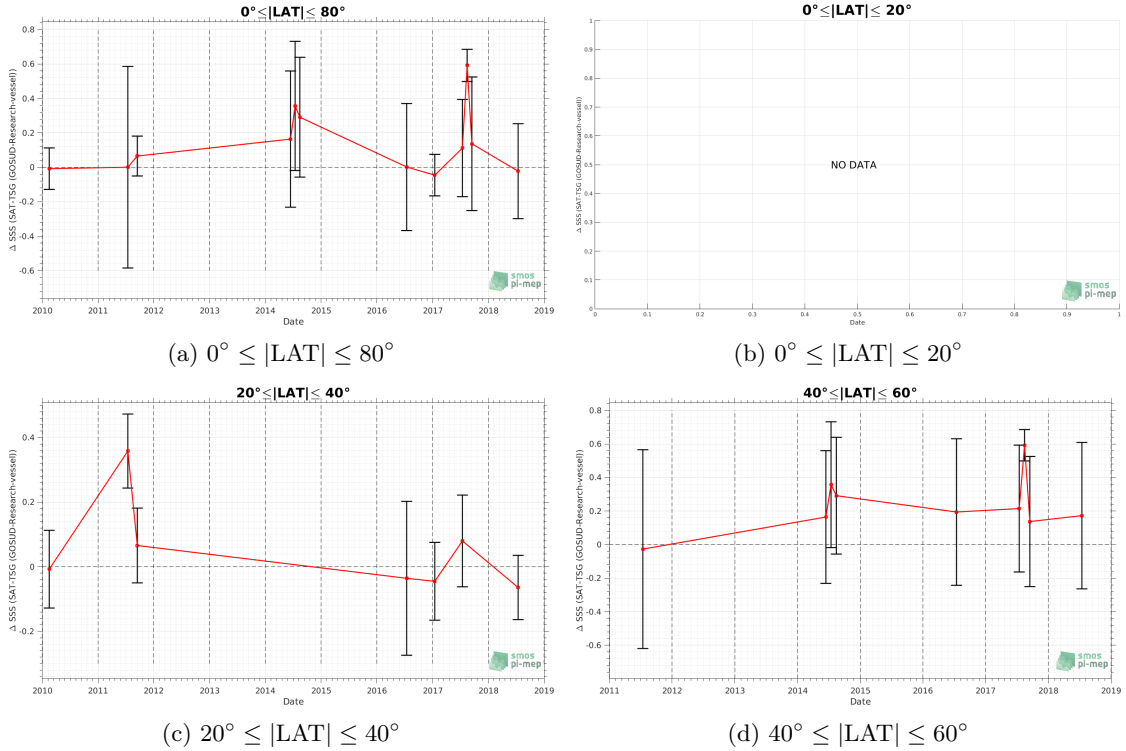 0°≤|LAT|≤ 80°
Δ SSS (SAT-TSG (GOSUD-Research-vessel))
0.8
0.6
0.4
0.2
0
-0.2
-0.4
-0.6
2010 2011 2012 2013 2014 2015 2016 2017 2018 2019
Date
smos
pi-mep
(a) 0° ≤ |LAT| ≤ 80°
0°≤|LAT|≤ 20°
Δ SSS (SAT-TSG (GOSUD-Research-vessel))
1
0.9
0.8
0.7
0.6
0.5
0.4
0.3
0.2
0.1
0
NO DATA
0 0.1 0.2 0.3 0.4 0.5 0.6 0.7 0.8 0.9 1
Date
smos
pi-mep
(b) 0° ≤ |LAT| ≤ 20°
20°≤|LAT|≤ 40°
Δ SSS (SAT-TSG (GOSUD-Research-vessel))
0.4
0.2
0
-0.2
2010 2011 2012 2013 2014 2015 2016 2017 2018 2019
Date
smos
pi-mep
(c) 20° ≤ |LAT| ≤ 40°
40°≤|LAT|≤ 60°
Δ SSS (SAT-TSG (GOSUD-Research-vessel))
0.8
0.6
0.4
0.2
0
-0.2
-0.4
-0.6
2011 2012 2013 2014 2015 2016 2017 2018 2019
Date
smos
pi-mep
(d) 40° ≤ |LAT| ≤ 60°